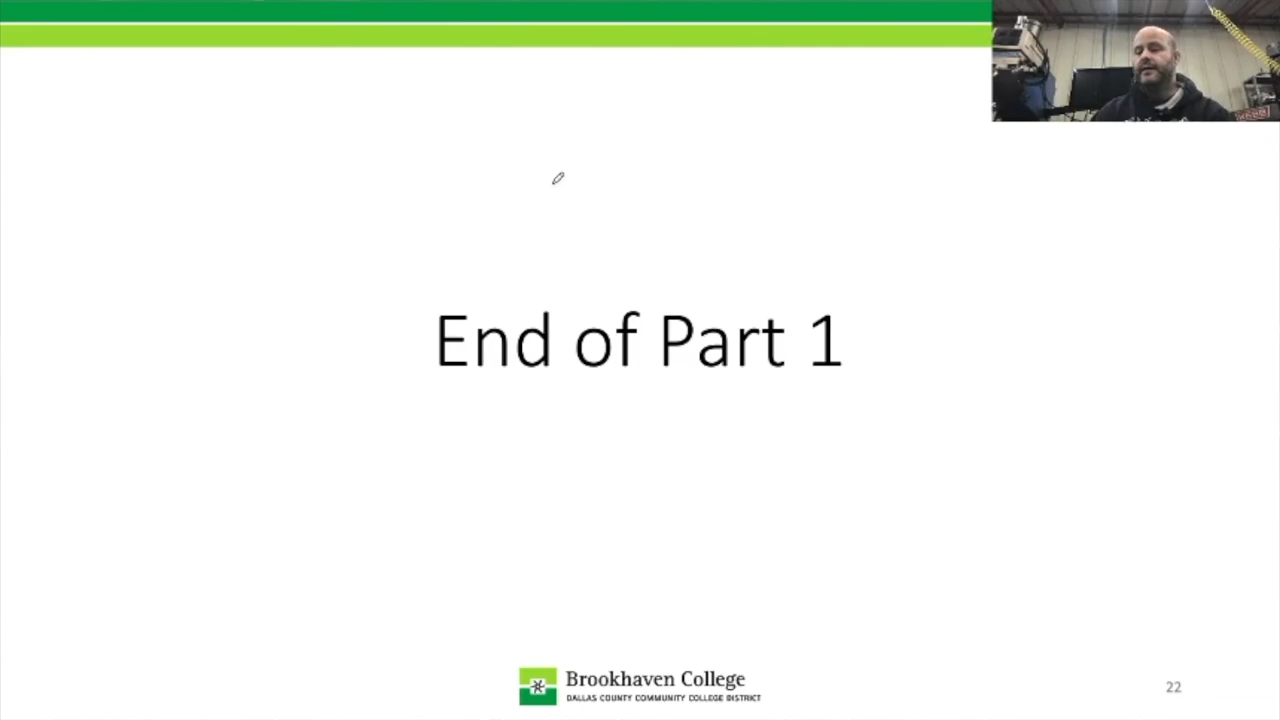 End of Part 1
Brookhaven College
DALLAS COUNTY COMMUNITY COLLEGE DISTRICT
22